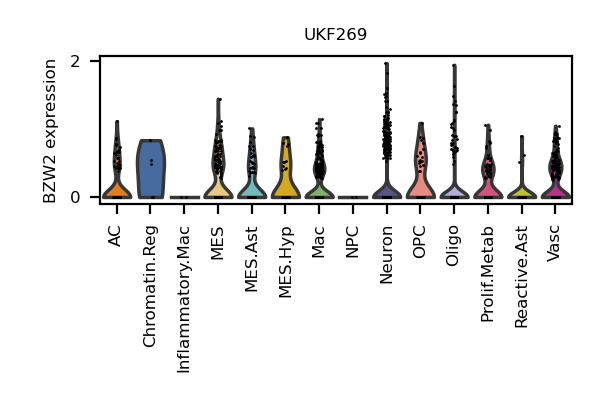 UKF269
BZW2 expression
2
0
AC
Chromatin.Reg
Inflammatory.Mac
MES
MES.Ast
MES.Hyp
Mac
NPC
Neuron
OPC
Oligo
Prolif.Metab
Reactive.Ast
Vasc